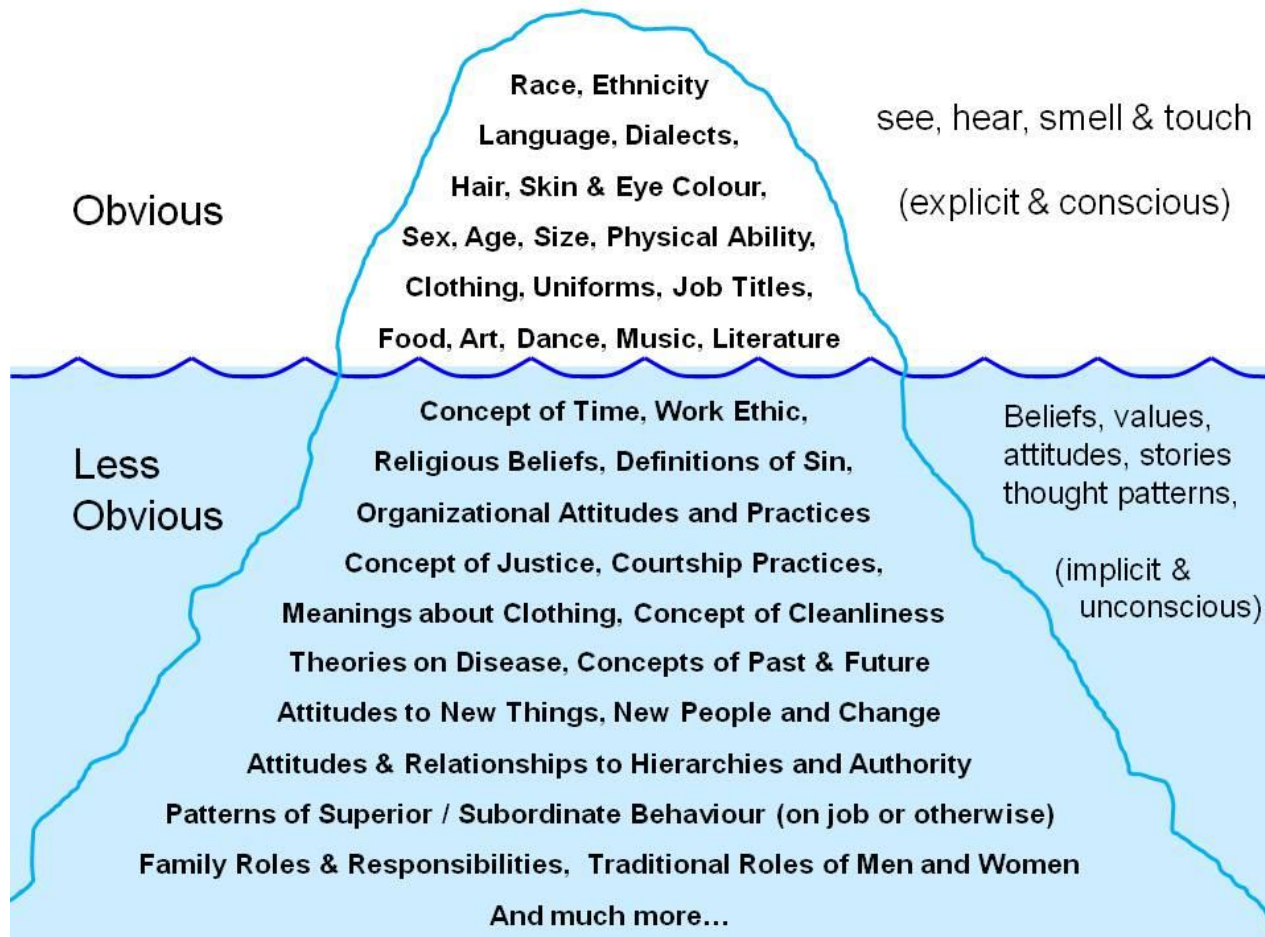 Race, Ethnicity
Language, Dialects,
Hair, Skin & Eye Colour,
Sex, Age, Size, Physical Ability,
Clothing, Uniforms, Job Titles,
Food, Art, Dance, Music, Literature
Obvious
see, hear, smell & touch
(explicit & conscious)
Concept of Time, Work Ethic,
Religious Beliefs, Definitions of Sin,
Organizational Attitudes and Practices
Concept of Justice, Courtship Practices,
Meanings about Clothing, Concept of Cleanliness
Theories on Disease, Concepts of Past & Future
Attitudes to New Things, New People and Change
Attitudes & Relationships to Hierarchies and Authority
Patterns of Superior / Subordinate Behaviour (on job or otherwise)
Family Roles & Responsibilities, Traditional Roles of Men and Women
And much more…
Less
Obvious
Beliefs, values,
attitudes, stories
thought patterns,
(implicit &
unconscious)